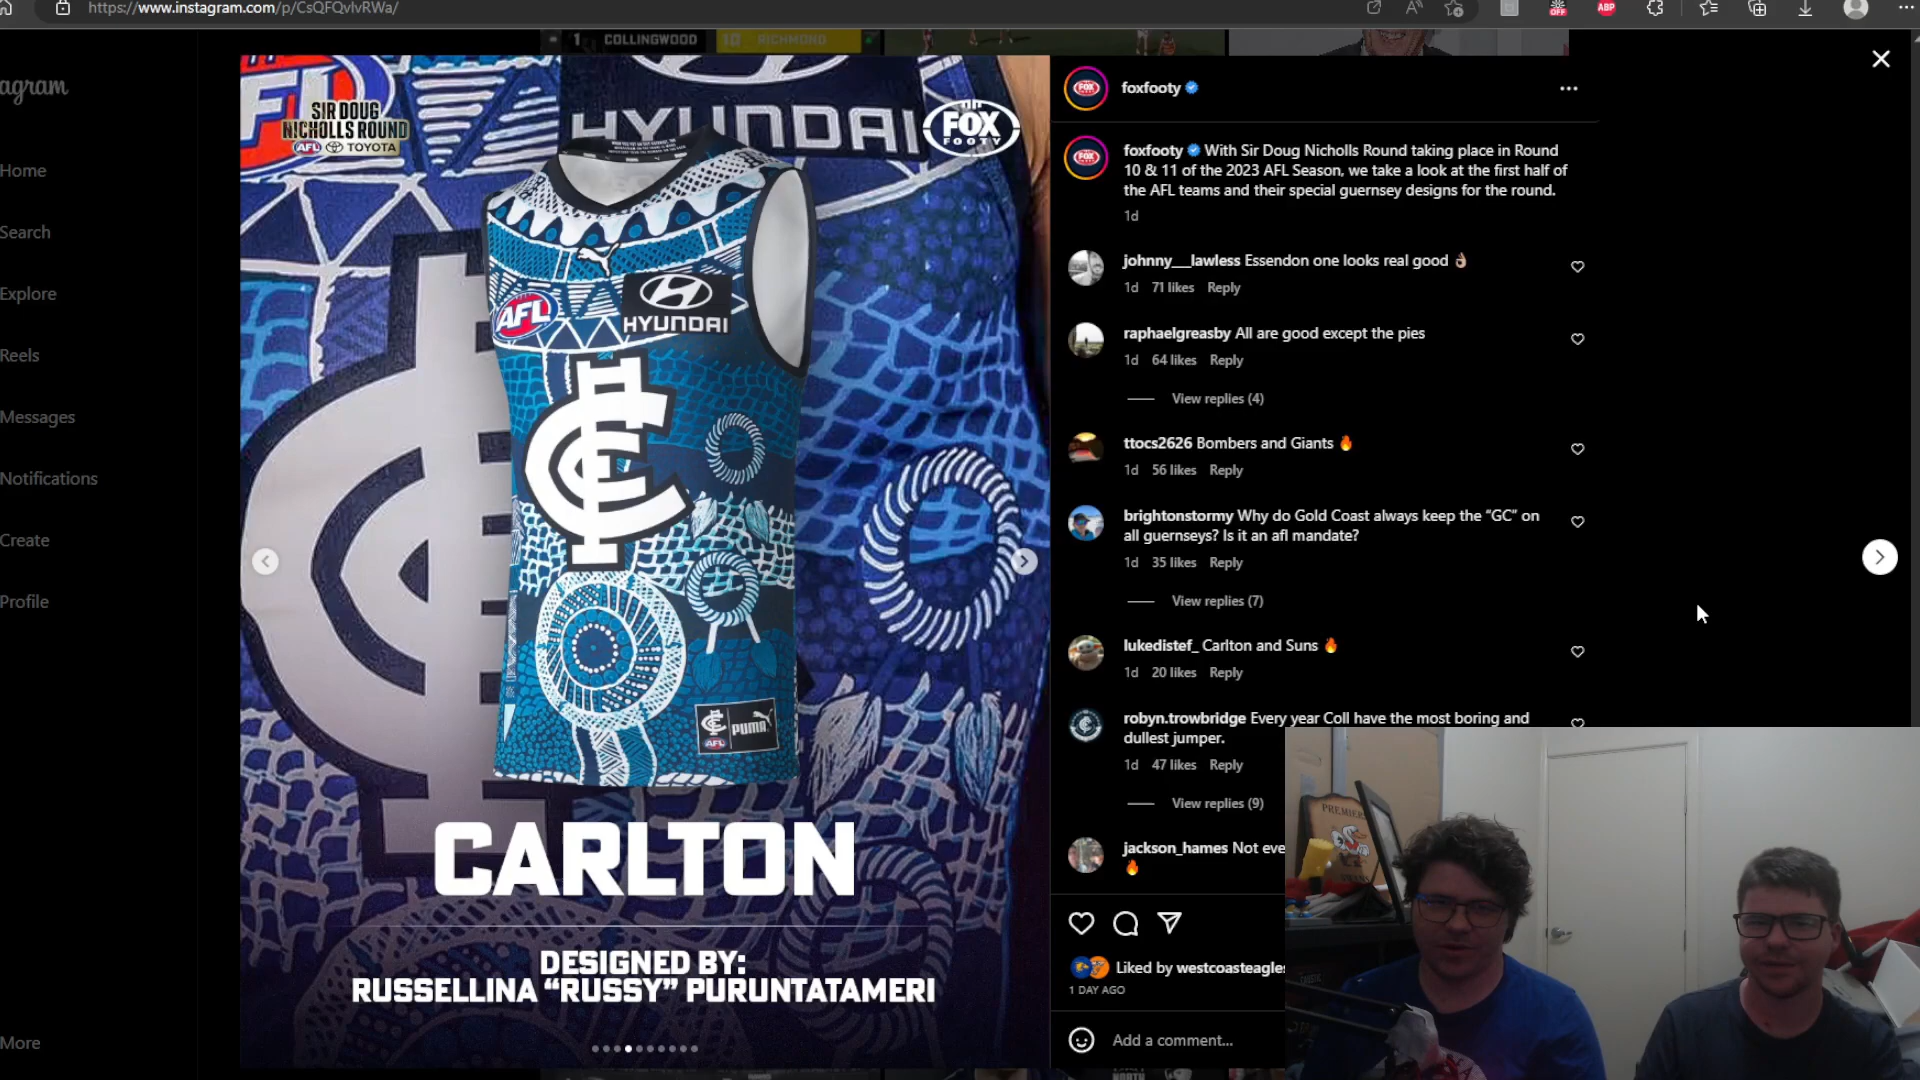 https://www.instagram.com/p/CsQFQvIvRWa/
OFF
ABP
1 COLLINGWOOD
10 RICHMOND
agram
Home
Search
Explore
Reels
Messages
Notifications
Create
Profile
More
SIR DOUG
NICHOLLS ROUND
AFL TOYOTA
HYUNDAI
FOX
FOOTY
AFL
HYUNDAI
PUMA
AFL
CARLTON
DESIGNED BY:
RUSSELLINA “RUSSY” PURUNTATAMERI
foxfooty
foxfooty With Sir Doug Nicholls Round taking place in Round
10 & 11 of the 2023 AFL Season, we take a look at the first half of
the AFL teams and their special guernsey designs for the round.
1d
johnny___lawless Essendon one looks real good 👌🏽
1d 71 likes Reply
raphaelgreasby All are good except the pies
1d 64 likes Reply
View replies (4)
ttocs2626 Bombers and Giants 🔥
1d 56 likes Reply
brightonstormy Why do Gold Coast always keep the “GC” on
all guernseys? Is it an afl mandate?
1d 35 likes Reply
View replies (7)
lukedistef_ Carlton and Suns 🔥
1d 20 likes Reply
robyn.trowbridge Every year Coll have the most boring and
dullest jumper.
1d 47 likes Reply
View replies (9)
jackson_hames Not eve
🔥
Liked by westcoasteagle
1 DAY AGO
Add a comment...
PREMIER